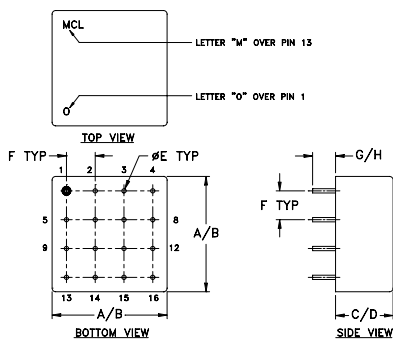 MCL
LETTER "M" OVER PIN 13
O
LETTER "O" OVER PIN 1
TOP VIEW
F TYP
ØE TYP
G/H
1 2 3 4
F TYP
5 8
A/B
9 12
13 14 15 16
A/B
C/D
BOTTOM VIEW
SIDE VIEW